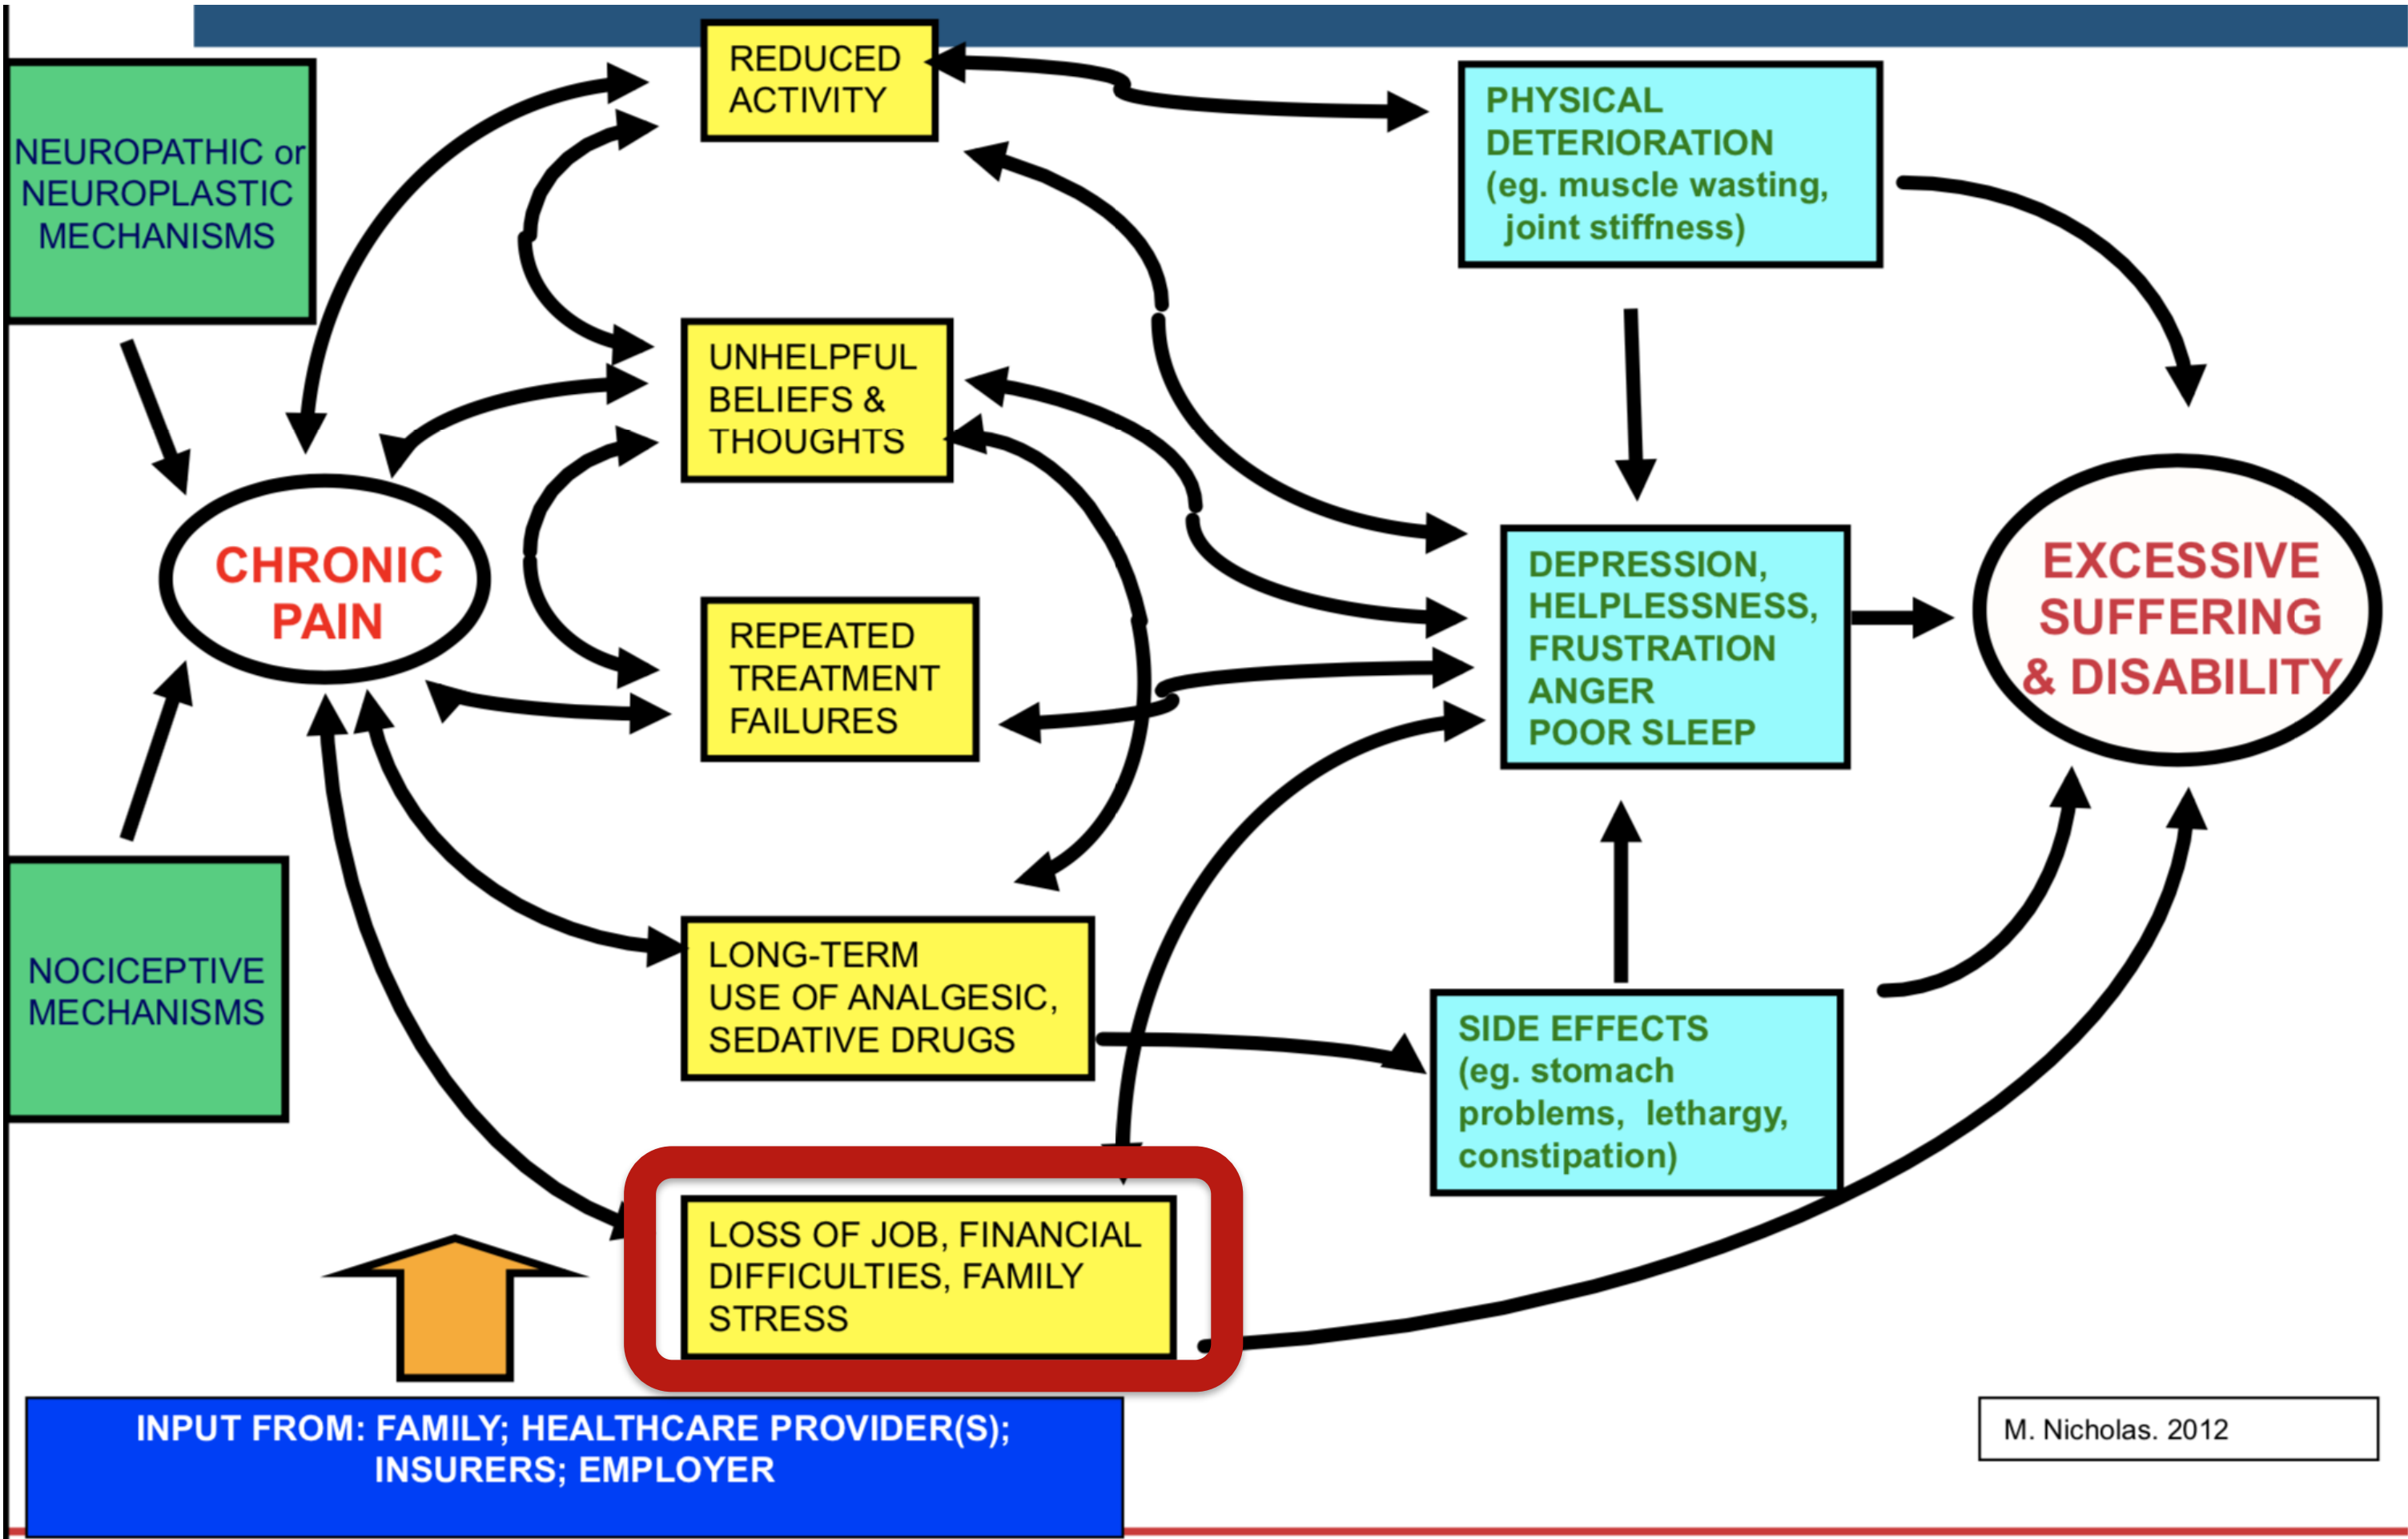 REDUCED
ACTIVITY
PHYSICAL
DETERIORATION
(eg. muscle wasting,
joint stiffness)
NEUROPATHIC or
NEUROPLASTIC
MECHANISMS
UNHELPFUL
BELIEFS &
THOUGHTS
CHRONIC
PAIN
DEPRESSION,
HELPLESSNESS,
FRUSTRATION
ANGER
POOR SLEEP
EXCESSIVE
SUFFERING
& DISABILITY
REPEATED
TREATMENT
FAILURES
NOCICEPTIVE
MECHANISMS
LONG-TERM
USE OF ANALGESIC,
SEDATIVE DRUGS
SIDE EFFECTS
(eg. stomach
problems, lethargy,
constipation)
LOSS OF JOB, FINANCIAL
DIFFICULTIES, FAMILY
STRESS
INPUT FROM: FAMILY; HEALTHCARE PROVIDER(S);
INSURERS; EMPLOYER
M. Nicholas. 2012